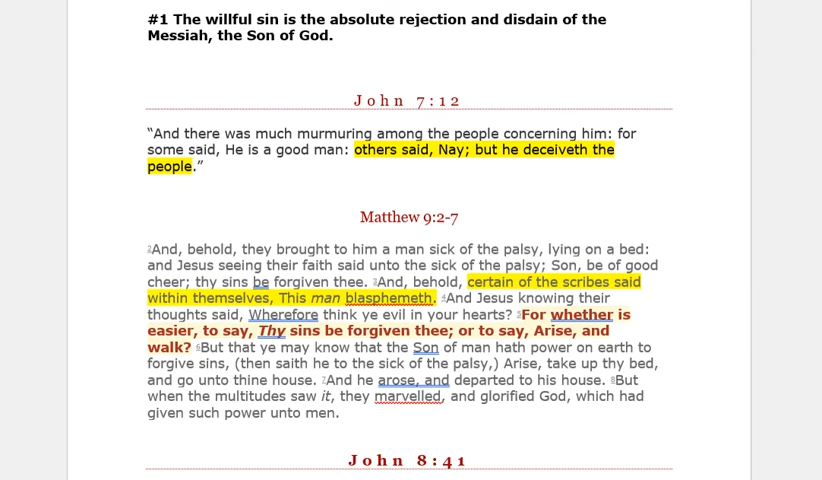 #1 The willful sin is the absolute rejection and disdain of the
Messiah, the Son of God.
John 7:12
“And there was much murmuring among the people concerning him: for
some said, He is a good man: others said, Nay; but he deceiveth the
people.”
Matthew 9:2-7
2And, behold, they brought to him a man sick of the palsy, lying on a bed:
and Jesus seeing their faith said unto the sick of the palsy; Son, be of good
cheer; thy sins be forgiven thee. 3And, behold, certain of the scribes said
within themselves, This man blasphemeth. 4And Jesus knowing their
thoughts said, Wherefore think ye evil in your hearts? 5For whether is
easier, to say, Thy sins be forgiven thee; or to say, Arise, and
walk? 6But that ye may know that the Son of man hath power on earth to
forgive sins, (then saith he to the sick of the palsy,) Arise, take up thy bed,
and go unto thine house. 7And he arose, and departed to his house. 8But
when the multitudes saw it, they marvelled, and glorified God, which had
given such power unto men.
John 8:41